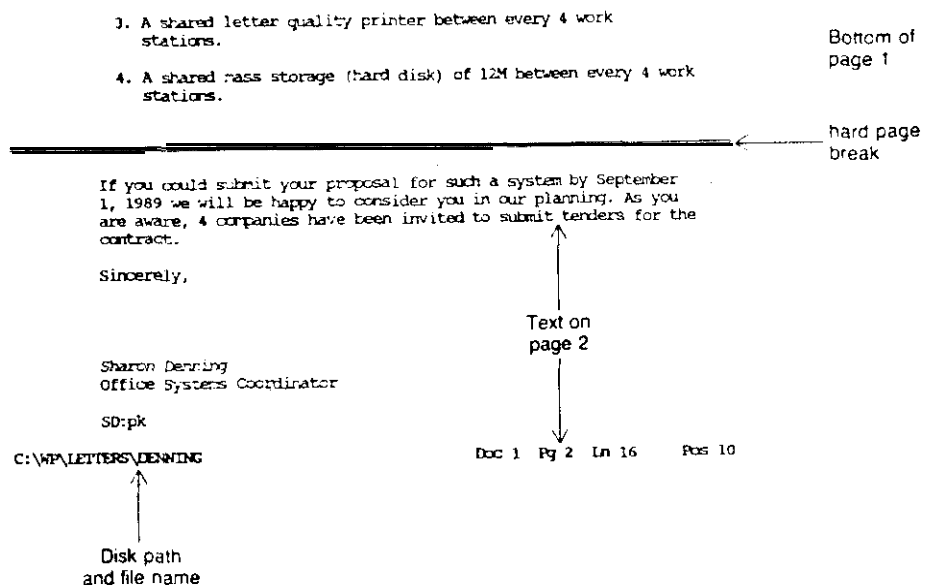 3. A shared letter quality printer between every 4 work
stations.
Bottom of
page 1
4. A shared mass storage (hard disk) of 12M between every 4 work
stations.
hard page
break
If you could submit your proposal for such a system by September
1, 1989 we will be happy to consider you in our planning. As you
are aware, 4 companies have been invited to submit tenders for the
contract.
Sincerely,
Text on
page 2
Sharon Denning
Office Systems Coordinator
SD:pk
C:\WP\LETTERS\DENNING
Doc 1 Pg 2 Ln 16 Pos 10
Disk path
and file name